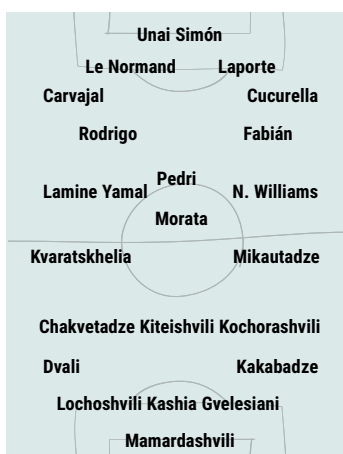 Unai Simón
Le Normand Laporte
Carvajal Cucurella
Rodrigo Fabián
Pedri
Lamine Yamal N. Williams
Morata
Kvaratskhelia Mikautadze
Chakvetadze Kiteishvili Kochorashvili
Dvali Kakabadze
Lochoshvili Kashia Gvelesiani
Mamardashvili